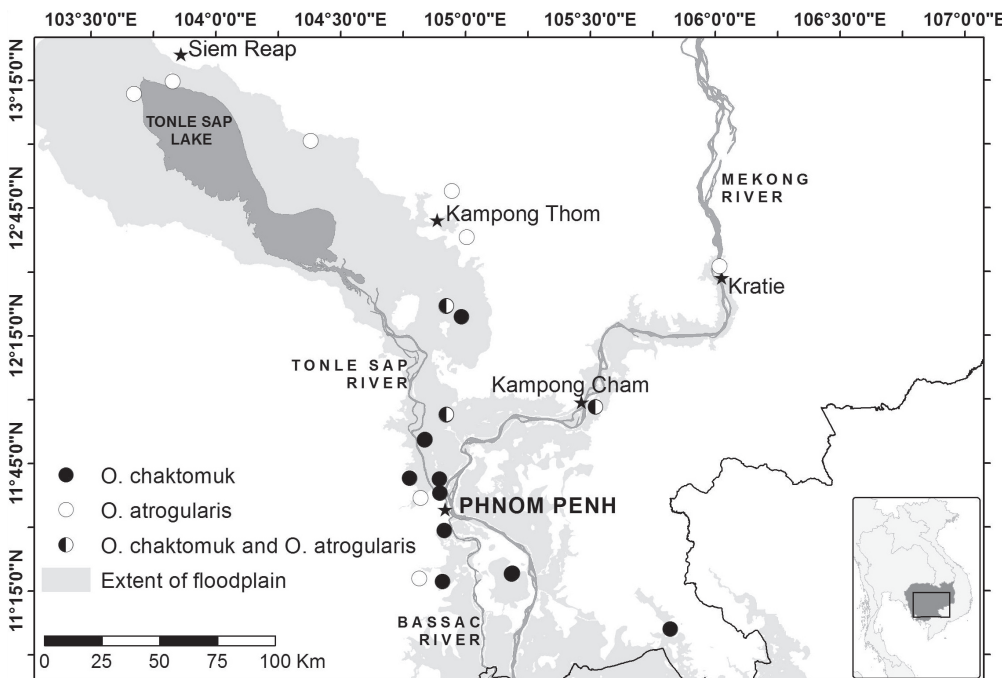 103°30'0"E 104°0'0"E 104°30'0"E 105°0'0"E 105°30'0"E 106°0'0"E 106°30'0"E 107°0'0"E
13°15'0"N
12°45'0"N
12°15'0"N
11°45'0"N
11°15'0"N
Siem Reap
TONLE SAP
LAKE
MEKONG
RIVER
Kampong Thom
Kratie
TONLE SAP
RIVER
Kampong Cham
PHNOM PENH
O. chaktomuk
O. atrogularis
O. chaktomuk and O. atrogularis
Extent of floodplain
BASSAC
RIVER
0 25 50 75 100 Km